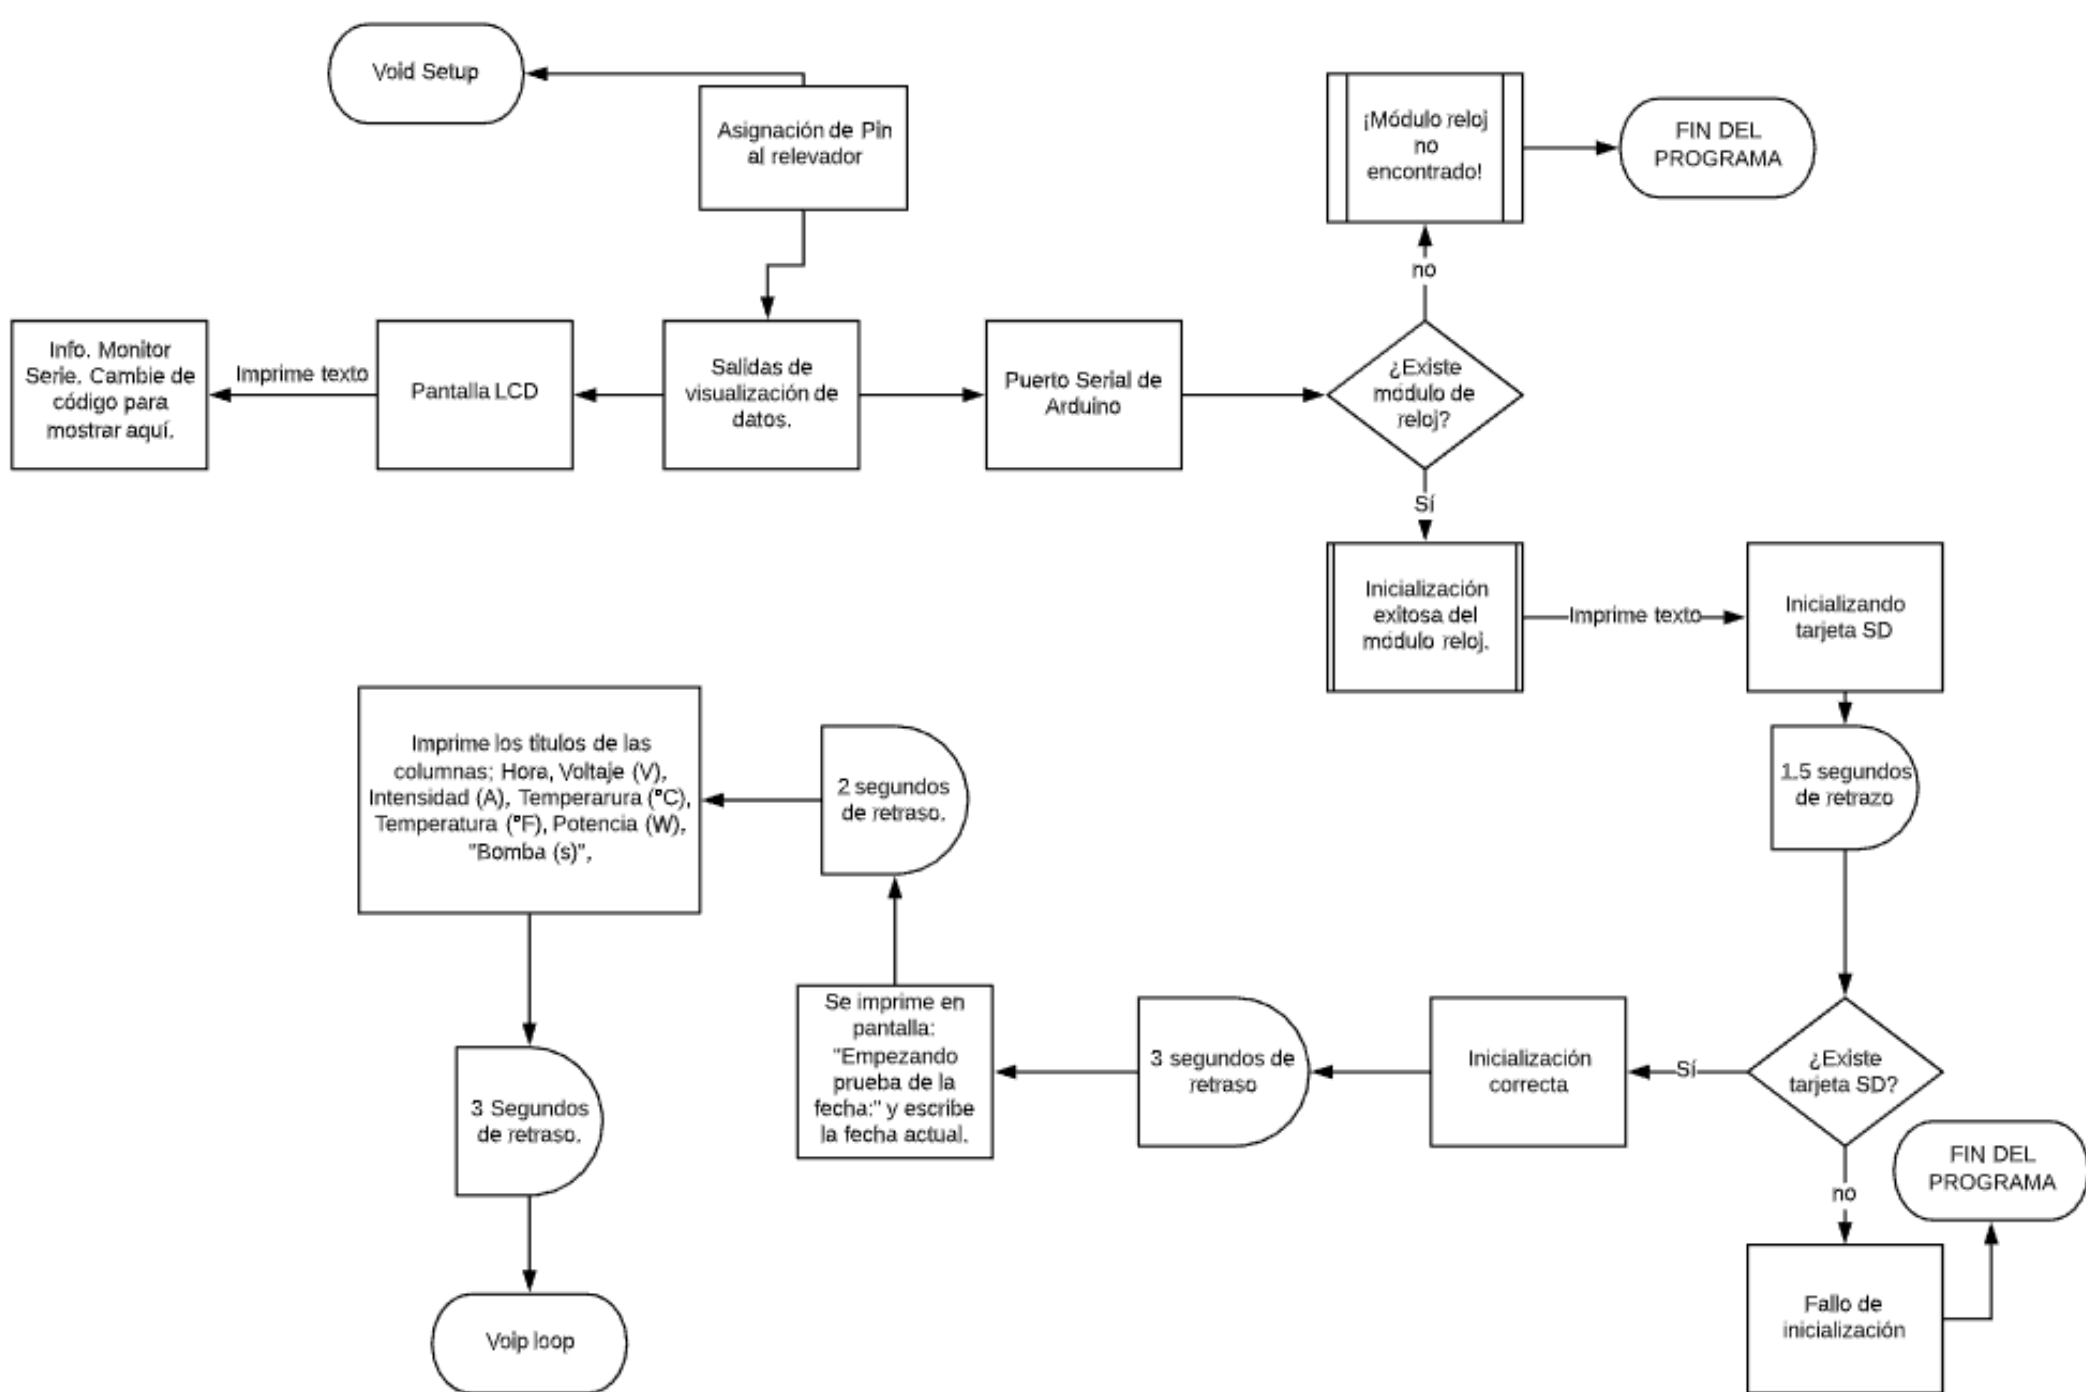 Void Setup
Asignación de Pin
al relevador
¡Módulo reloj
no
encontrado!
FIN DEL
PROGRAMA
no
Info. Monitor
Serie. Cambie de
código para
mostrar aquí.
Imprime texto
Pantalla LCD
Salidas de
visualización de
datos.
Puerto Serial de
Arduino
¿Existe
módulo de
reloj?
Sí
Inicialización
exitosa del
módulo reloj.
Imprime texto
Inicializando
tarjeta SD
1.5 segundos
de retrazo
Imprime los titulos de las
columnas; Hora, Voltaje (V),
Intensidad (A), Temperarura (°C),
Temperatura (°F), Potencia (W),
"Bomba (s)",
2 segundos
de retraso.
Se imprime en
pantalla:
"Empezando
prueba de la
fecha:" y escribe
la fecha actual.
3 segundos de
retraso
Inicialización
correcta
Sí
¿Existe
tarjeta SD?
3 Segundos
de retraso.
no
FIN DEL
PROGRAMA
Fallo de
inicialización
Voip loop